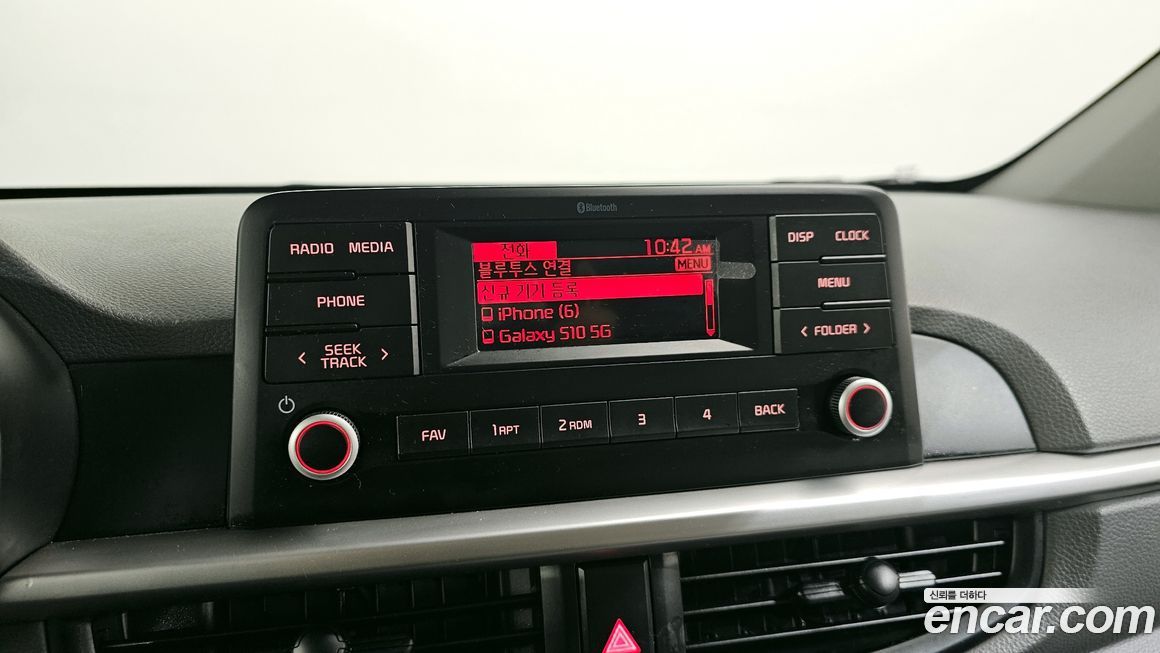 Bluetooth
RADIO MEDIA
PHONE
SEEK
TRACK
전화 10:42 AM
블루투스 연결 MENU
신규 기기 등록
iPhone (6)
Galaxy S10 5G
DISP CLOCK
MENU
FOLDER
FAV 1 RPT 2 RDM 3 4 BACK
신뢰를 더하다
encar.com